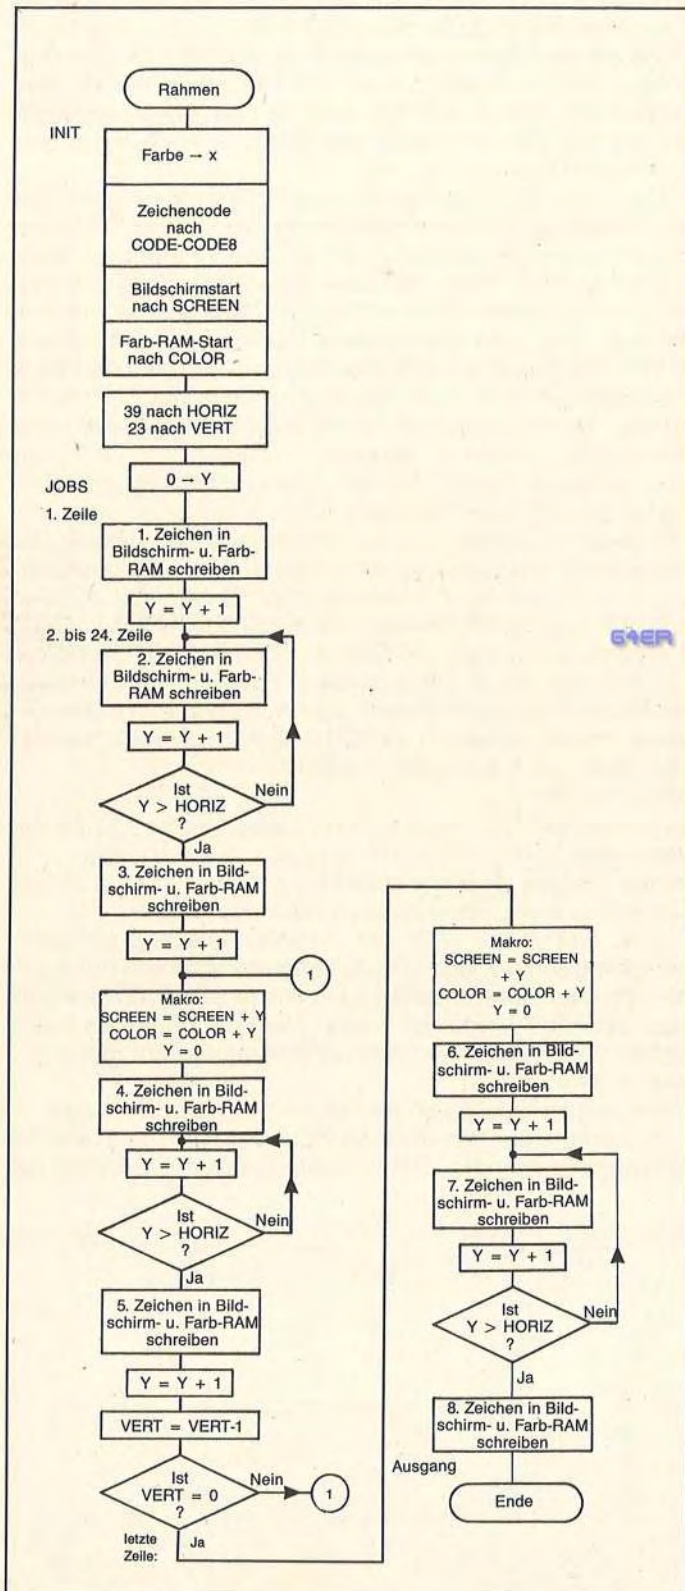 Rahmen
INIT
Farbe → x
Zeichencode
nach
CODE-CODE8
Bildschirmstart
nach SCREEN
Farb-RAM-Start
nach COLOR
39 nach HORIZ
23 nach VERT
0 → Y
JOBS
1. Zeile
1. Zeichen in
Bildschirm- u. Farb-
RAM schreiben
Y = Y + 1
2. bis 24. Zeile
2. Zeichen in
Bildschirm- u. Farb-
RAM schreiben
Y = Y + 1
Ist
Y > HORIZ
?
Nein
Ja
3. Zeichen in Bild-
schirm- u. Farb-RAM
schreiben
Y = Y + 1
1
Makro:
SCREEN = SCREEN + Y
COLOR = COLOR + Y
Y = 0
4. Zeichen in Bild-
schirm- u. Farb-RAM
schreiben
Y = Y + 1
Ist
Y > HORIZ
?
Nein
Ja
5. Zeichen in Bild-
schirm- u. Farb-RAM
schreiben
Y = Y + 1
VERT = VERT-1
Ist
VERT = 0
?
Nein
1
Ja
letzte
Zeile:
Makro:
SCREEN = SCREEN
+ Y
COLOR = COLOR + Y
Y = 0
6. Zeichen in Bild-
schirm- u. Farb-RAM
schreiben
Y = Y + 1
7. Zeichen in Bild-
schirm- u. Farb-RAM
schreiben
Y = Y + 1
Ist
Y > HORIZ
?
Nein
Ja
8. Zeichen in Bild-
schirm- u. Farb-RAM
schreiben
Ausgang
Ende
64ER